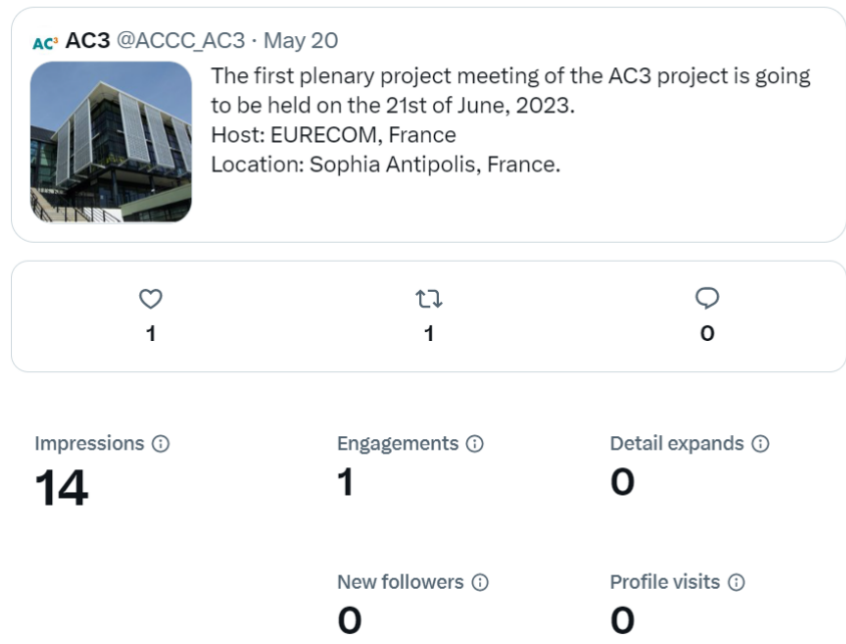 AC³ AC3 @ACCC_AC3 · May 20
The first plenary project meeting of the AC3 project is going
to be held on the 21st of June, 2023.
Host: EURECOM, France
Location: Sophia Antipolis, France.
1 1 0
Impressions Engagements Detail expands
14 1 0
New followers Profile visits
0 0